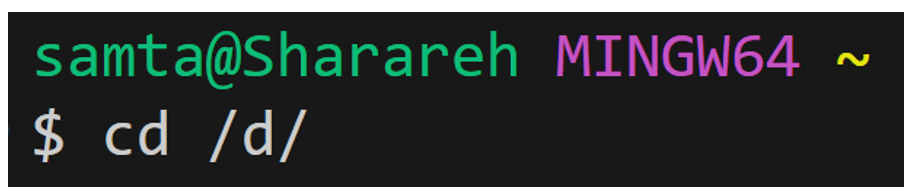 samta@Sharareh MINGW64 ~
$ cd /d/